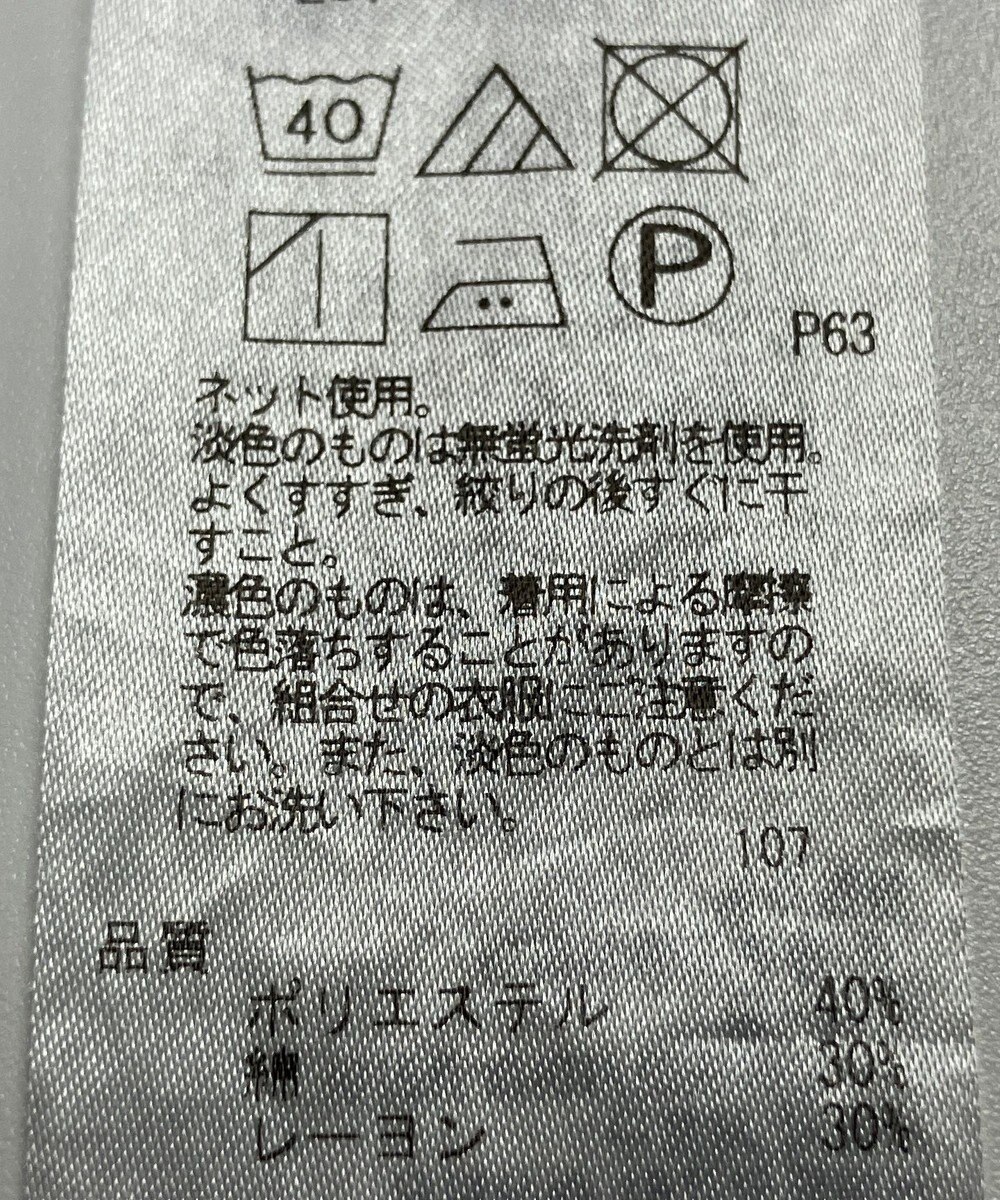 40
P
P63
ネット使用。
淡色のものは無蛍光洗剤を使用。
よくすすぎ、絞りの後すぐに干
すこと。
濃色のものは、着用による摩擦
で色落ちすることがありますの
で、組合せの衣服にご注意くだ
さい。また、淡色のものとは別
にお洗い下さい。
107
品質
ポリエステル 40%
綿 30%
レーヨン 30%